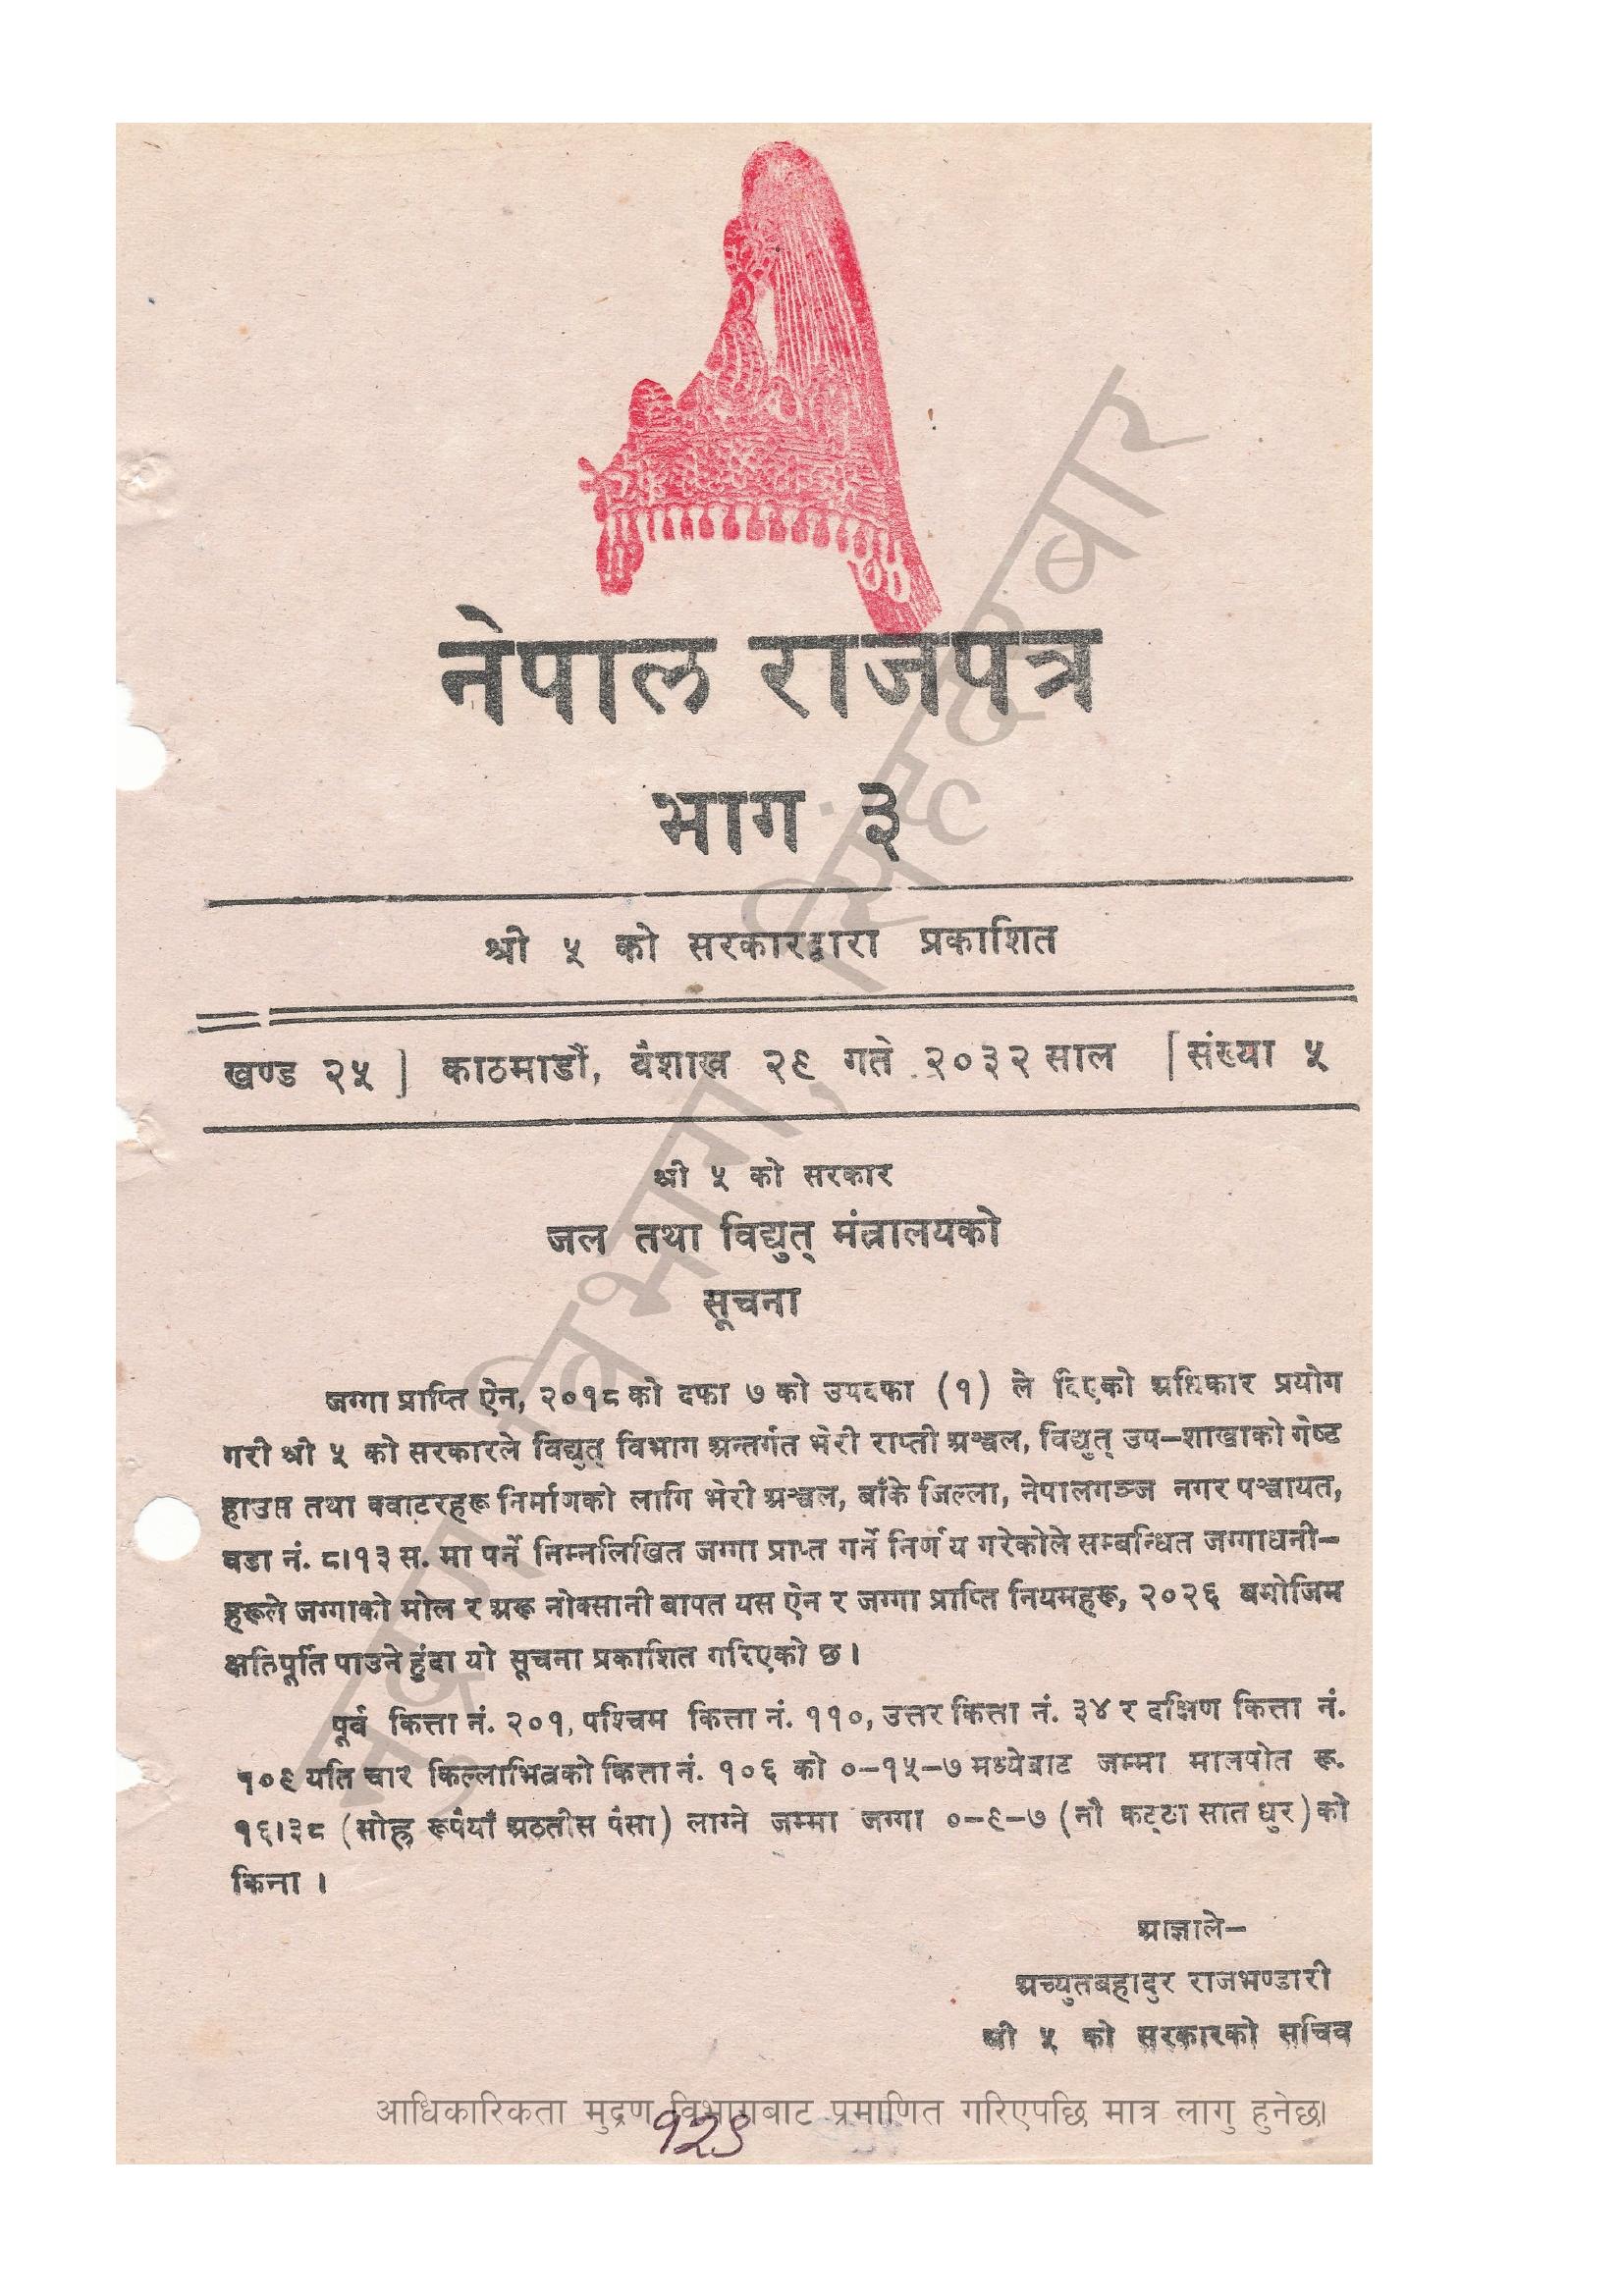 नेपाल राजपत्र
भाग ३
श्री ५ को सरकारद्वारा प्रकाशित
खण्ड २५ ] काठमाडौं, वैशाख २९ गते २०३२ साल [ संख्या ५
श्री ५ को सरकार
जल तथा विद्युत् मंत्रालयको
सूचना
जग्गा प्राप्ति ऐन, २०१८ को दफा ७ को उपदफा (१) ले दिएको अधिकार प्रयोग
गरी श्री ५ को सरकारले विद्युत् विभाग अन्तर्गत भेरी राप्ती अञ्चल, विद्युत् उप-शाखाको गेष्ट
हाउस तथा क्वाटरहरू निर्माणको लागि भेरी अञ्चल, बाँके जिल्ला, नेपालगञ्ज नगर पञ्चायत,
वडा नं. ८।१३ स. मा पर्ने निम्नलिखित जग्गा प्राप्त गर्ने निर्णय गरेकोले सम्बन्धित जग्गाधनी-
हरूले जग्गाको मोल र अरू नोक्सानी बापत यस ऐन र जग्गा प्राप्ति नियमहरू, २०२६ बमोजिम
क्षतिपूर्ति पाउने हुंदा यो सूचना प्रकाशित गरिएको छ ।
पूर्व कित्ता नं. २०१, पश्चिम कित्ता नं. ११०, उत्तर कित्ता नं. ३४ र दक्षिण कित्ता नं.
१०९ यति चार किल्लाभित्रको कित्ता नं. १०६ को ०-१५-७ मध्येबाट जम्मा मालपोत रू.
१६।३८ (सोह्र रूपैयाँ अठतीस पैसा) लाग्ने जम्मा जग्गा ०-९-७ (नौ कट्टा सात धुर) को
कित्ता ।
आज्ञाले-
अच्युतबहादुर राजभण्डारी
श्री ५ को सरकारको सचिव
मुद्रण विभाग, सिंहदरबार
आधिकारिकता मुद्रण विभागबाट प्रमाणित गरिएपछि मात्र लागु हुनेछ।
१२९